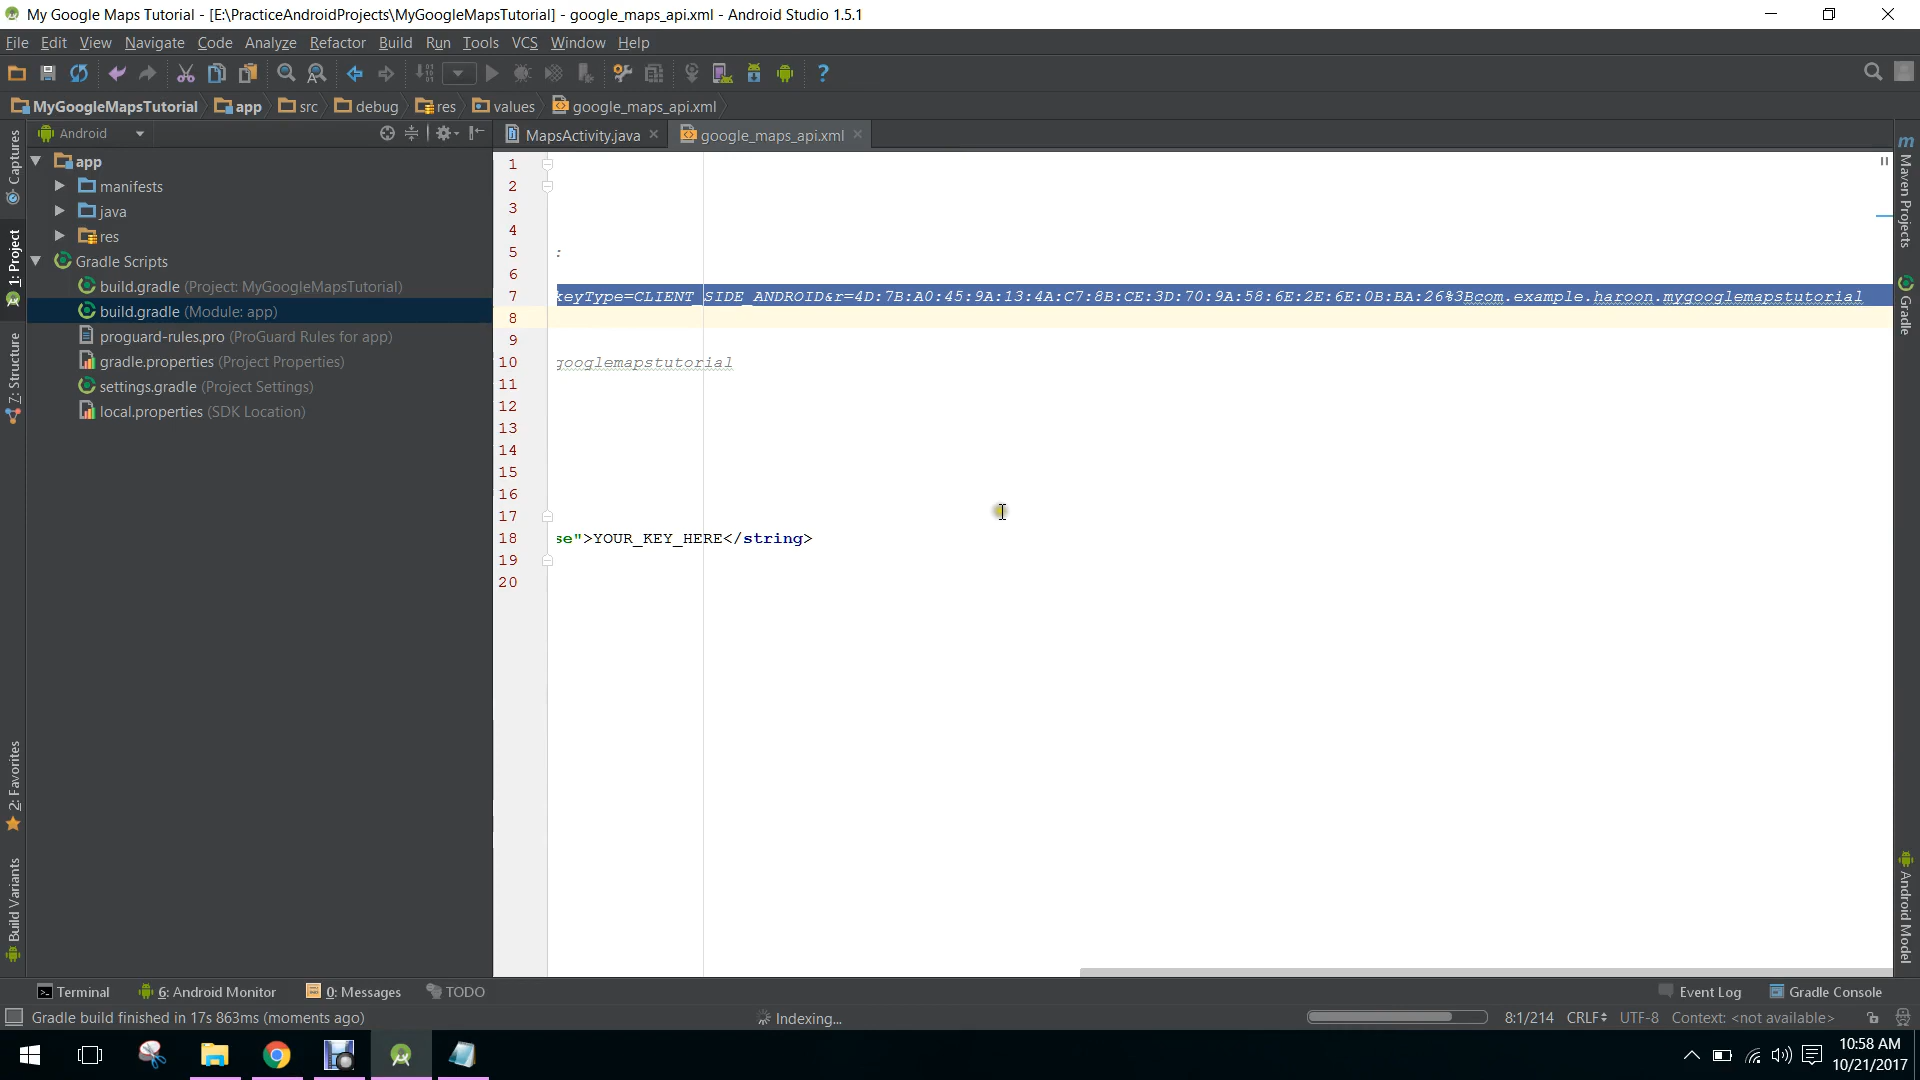 My Google Maps Tutorial - [E:\PracticeAndroidProjects\MyGoogleMapsTutorial] - google_maps_api.xml - Android Studio 1.5.1
File Edit View Navigate Code Analyze Refactor Build Run Tools VCS Window Help
MyGoogleMapsTutorial app src debug res values google_maps_api.xml
Android MapsActivity.java google_maps_api.xml
app
manifests
java
res
Gradle Scripts
build.gradle (Project: MyGoogleMapsTutorial)
build.gradle (Module: app)
proguard-rules.pro (ProGuard Rules for app)
gradle.properties (Project Properties)
settings.gradle (Project Settings)
local.properties (SDK Location)
Captures
1: Project
7: Structure
2: Favorites
Build Variants
1
2
3
4
5 :
6
7 keyType=CLIENT_SIDE_ANDROID&r=4D:7B:A0:45:9A:13:4A:C7:8B:CE:3D:70:9A:58:6E:2E:6E:0B:BA:26%3Bcom.example.haroon.mygooglemapstutorial
8
9
10 googlemapstutorial
11
12
13
14
15
16
17
18 se">YOUR_KEY_HERE</string>
19
20
m Maven Projects
Gradle
Android Model
Terminal 6: Android Monitor 0: Messages TODO Event Log Gradle Console
Gradle build finished in 17s 863ms (moments ago) Indexing... 8:1/214 CRLF UTF-8 Context: <not available>
10:58 AM
10/21/2017